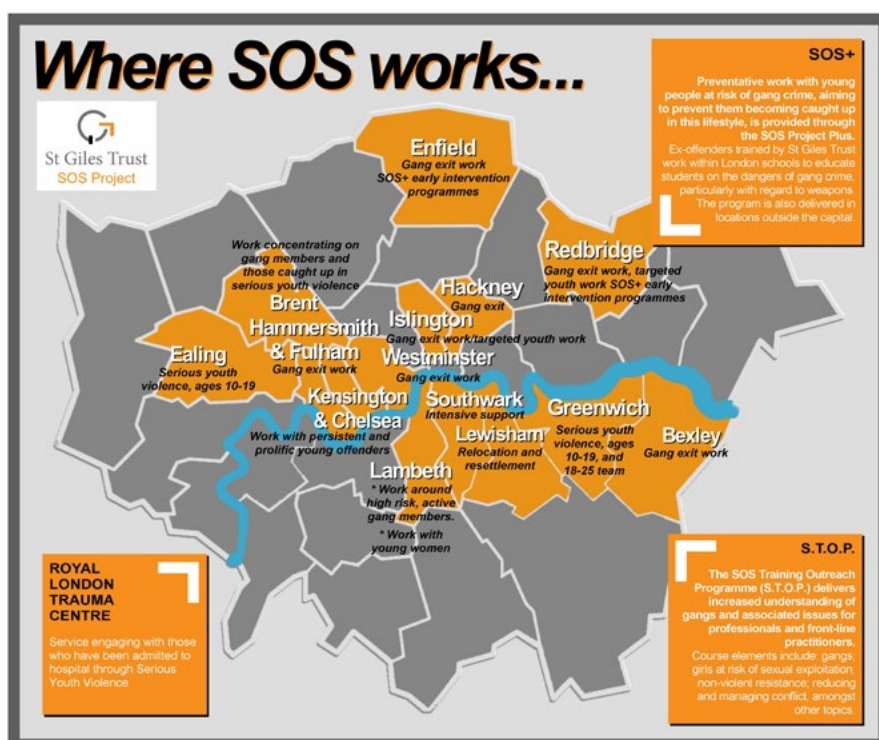 Where SOS works...
St Giles Trust
SOS Project
SOS+
Preventative work with young
people at risk of gang crime, aiming
to prevent them becoming caught up
in this lifestyle, is provided through
the SOS Project Plus.
Ex-offenders trained by St Giles Trust
work within London schools to educate
students on the dangers of gang crime,
particularly with regard to weapons.
The program is also delivered in
locations outside the capital.
Enfield
Gang exit work
SOS+ early intervention
programmes
Redbridge
Gang exit work, targeted
youth work SOS+ early
intervention programmes
Work concentrating on
gang members and
those caught up in
serious youth violence
Brent
Hackney
Gang exit
Islington
Gang exit work/targeted youth work
Hammersmith
& Fulham
Gang exit work
Ealing
Serious youth
violence, ages 10-19
Westminster
Gang exit work
Kensington
& Chelsea
Work with persistent and
prolific young offenders
Southwark
Intensive support
Lewisham
Relocation and
resettlement
Greenwich
Serious youth
violence, ages
10-19, and
18-25 team
Bexley
Gang exit work
Lambeth
* Work around
high risk, active
gang members.
* Work with
young women
ROYAL
LONDON
TRAUMA
CENTRE
Service engaging with those
who have been admitted to
hospital through Serious
Youth Violence
S.T.O.P.
The SOS Training Outreach
Programme (S.T.O.P.) delivers
increased understanding of
gangs and associated issues for
professionals and front-line
practitioners.
Course elements include: gangs;
girls at risk of sexual exploitation;
non-violent resistance; reducing
and managing conflict, amongst
other topics.